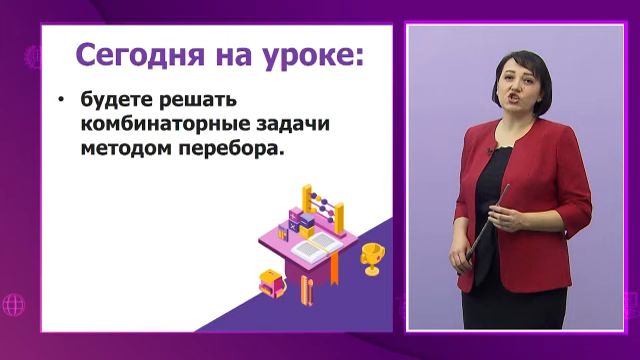 Сегодня на уроке:
• будете решать
комбинаторные задачи
методом перебора.